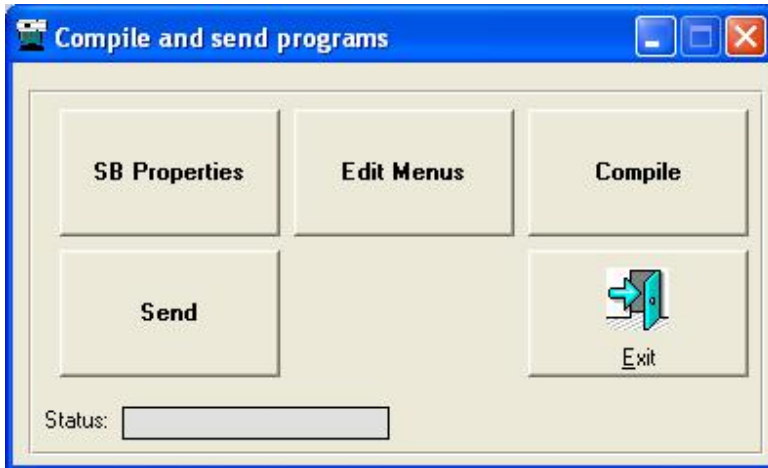 Compile and send programs
SB Properties
Edit Menus
Compile
Send
Exit
Status: